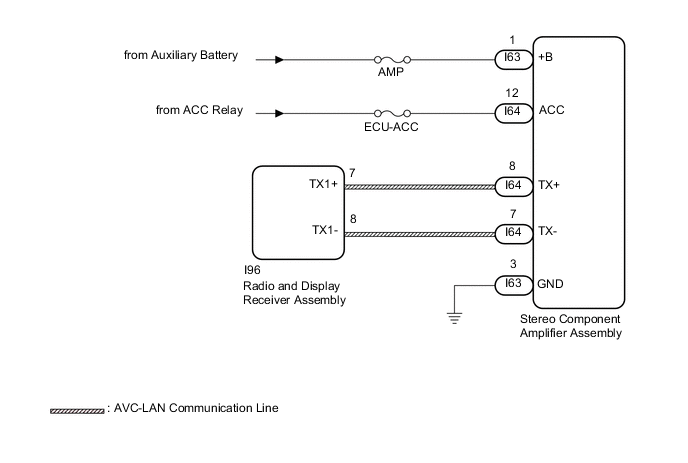 1
from Auxiliary Battery
I63
+B
AMP
12
from ACC Relay
I64
ACC
ECU-ACC
7
8
TX1+
I64
TX+
8
7
TX1-
I64
TX-
3
I96
I63
GND
Radio and Display
Receiver Assembly
Stereo Component
Amplifier Assembly
: AVC-LAN Communication Line